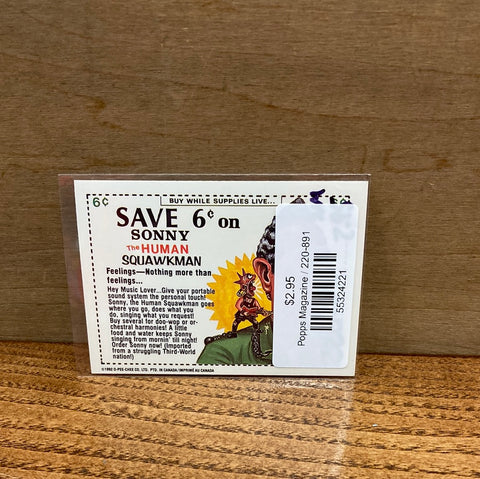 6¢
BUY WHILE SUPPLIES LIVE...
SAVE 6¢ on
SONNY
The HUMAN
SQUAWKMAN
Feelings—Nothing more than
feelings...
Hey Music Lover...Give your portable
sound system the personal touch!
Sonny, the Human Squawkman goes
where you go, does what you
do, singing what you request!
Buy several for doo-wop or or-
chestral harmonies! A little
food and water keeps Sonny
singing from mornin' till night!
Order Sonny now! (Imported
from a struggling Third-World
nation!)
©1992 O-PEE-CHEE CO. LTD. PTD. IN CANADA/IMPRIMÉ AU CANADA
$2.95
Popps Magazine / 220-891
55324221